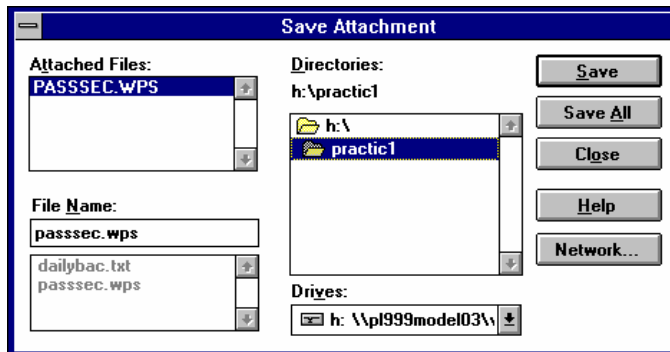 Save Attachment
Attached Files:
PASSSEC.WPS
File Name:
passsec.wps
dailybac.txt
passsec.wps
Directories:
h:\practic1
h:\
practic1
Drives:
h: \\pl999model03\
Save
Save All
Close
Help
Network...